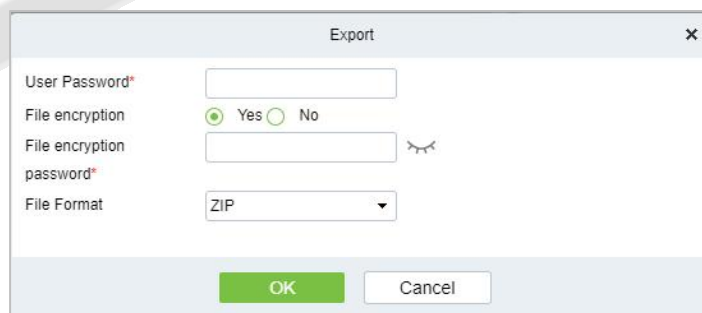 Export
User Password*
File encryption
Yes No
File encryption
password*
File Format
ZIP
OK Cancel